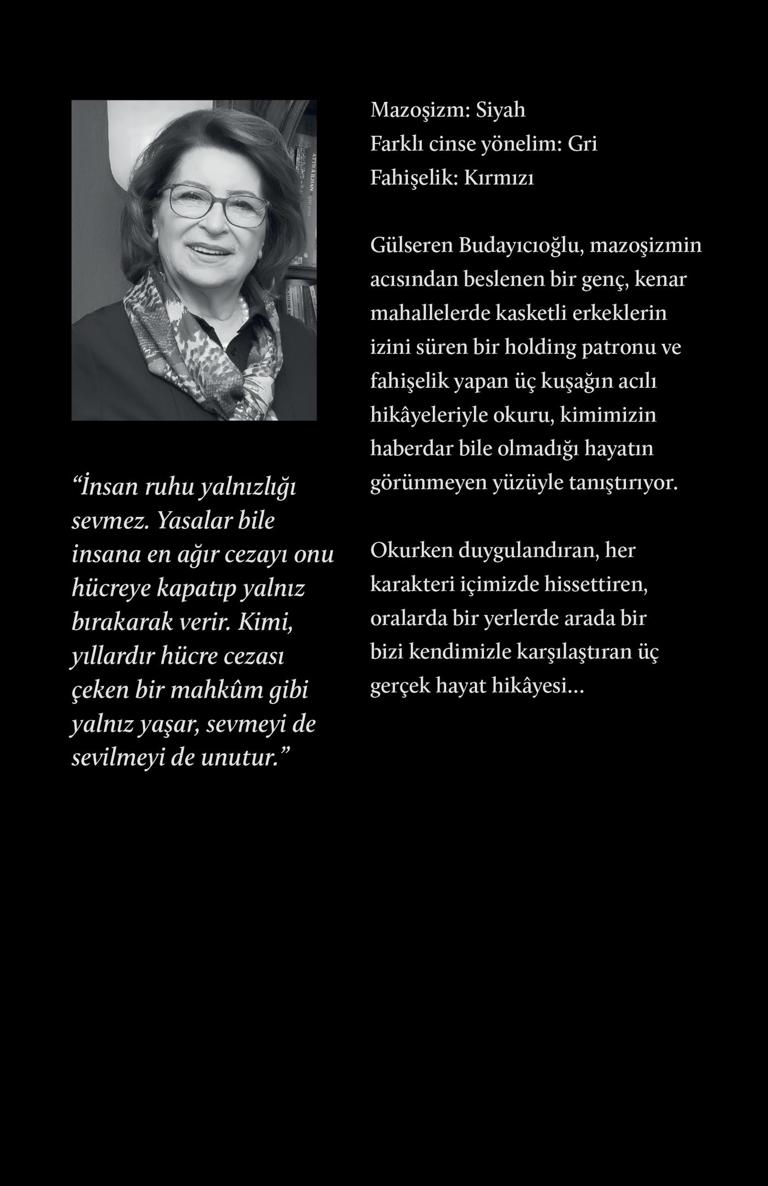 Mazoşizm: Siyah
Farklı cinse yönelim: Gri
Fahişelik: Kırmızı
Gülseren Budayıcıoğlu, mazoşizmin
acısından beslenen bir genç, kenar
mahallelerde kasketli erkeklerin
izini süren bir holding patronu ve
fahişelik yapan üç kuşağın acılı
hikâyeleriyle okuru, kimimizin
haberdar bile olmadığı hayatın
görünmeyen yüzüyle tanıştırıyor.
Okurken duygulandıran, her
karakteri içimizde hissettiren,
oralarda bir yerlerde arada bir
bizi kendimizle karşılaştıran üç
gerçek hayat hikâyesi...
“İnsan ruhu yalnızlığı
sevmez. Yasalar bile
insana en ağır cezayı onu
hücreye kapatıp yalnız
bırakarak verir. Kimi,
yıllardır hücre cezası
çeken bir mahkûm gibi
yalnız yaşar, sevmeyi de
sevilmeyi de unutur.”